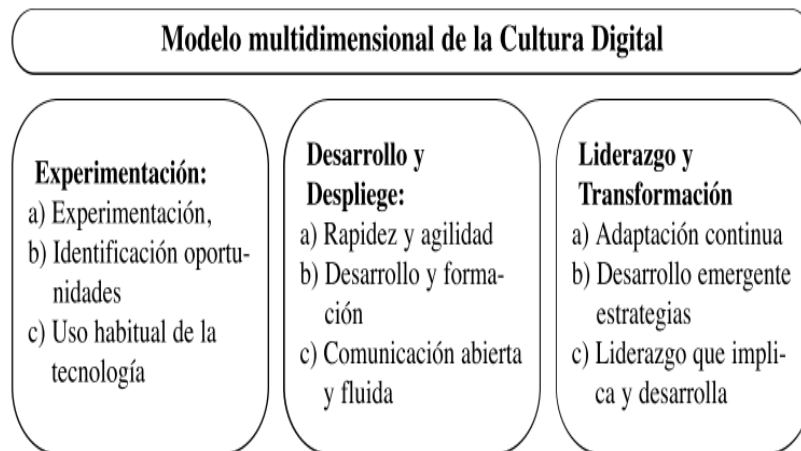 Modelo multidimensional de la Cultura Digital
Experimentación:
a) Experimentación,
b) Identificación oportu-
nidades
c) Uso habitual de la
tecnología
Desarrollo y
Despliege:
a) Rapidez y agilidad
b) Desarrollo y forma-
ción
c) Comunicación abierta
y fluida
Liderazgo y
Transformación
a) Adaptación continua
b) Desarrollo emergente
estrategias
c) Liderazgo que impli-
ca y desarrolla